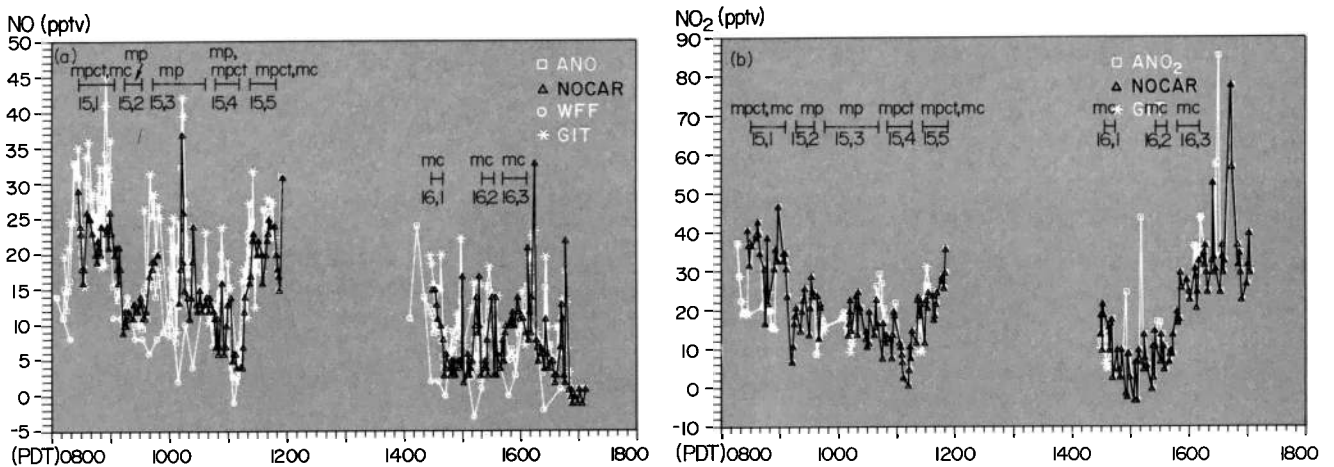 NO (pptv)
50
45
40
35
30
25
20
15
10
5
0
-5
(a)
mp
mp,
mpct,mc
mp
mpct
mpct,mc
15,1
15,2
15,3
15,4
15,5
ANO
NOCAR
WFF
GIT
mc
mc
mc
16,1
16,2
16,3
(PDT) 0800 1000 1200 1400 1600 1800
NO2 (pptv)
90
80
70
60
50
40
30
20
10
0
-10
(b)
ANO2
NOCAR
mpct,mc
mp
mp
mpct
mpct,mc
15,1
15,2
15,3
15,4
15,5
mc
mc
mc
16,1
16,2
16,3
(PDT) 0800 1000 1200 1400 1600 1800